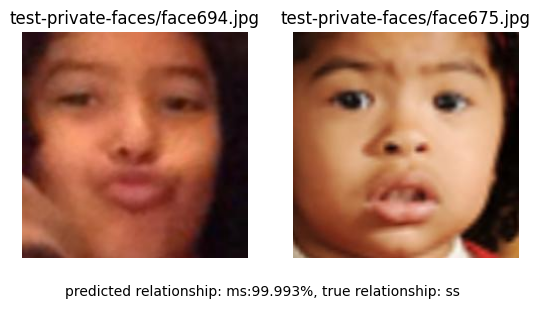 test-private-faces/face694.jpg
test-private-faces/face675.jpg
predicted relationship: ms:99.993%, true relationship: ss